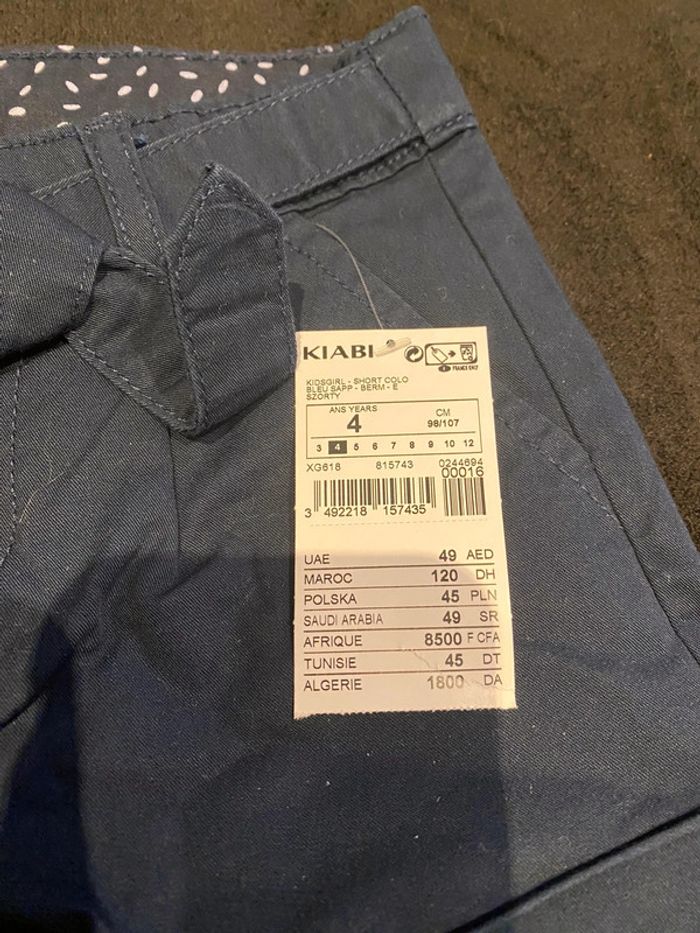 KIABI
FRANCE ONLY
KIDSGIRL - SHORT COLO
BLEU SAPP - BERM - E
SZORTY
ANS YEARS
4
CM
98/107
3 4 5 6 7 8 9 10 12
XG618 815743 0244694
00016
3 492218 157435
UAE 49 AED
MAROC 120 DH
POLSKA 45 PLN
SAUDI ARABIA 49 SR
AFRIQUE 8500 F CFA
TUNISIE 45 DT
ALGERIE 1800 DA